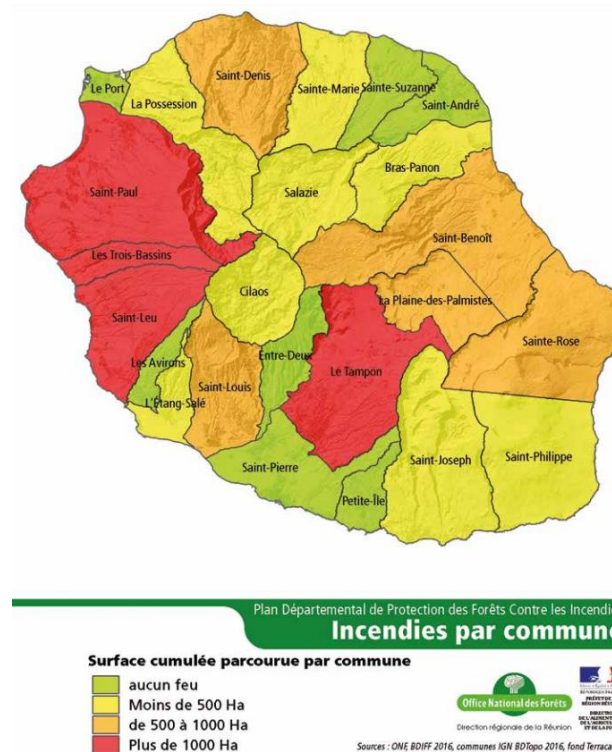 Saint-Denis
Le Port
La Possession
Sainte-Marie
Sainte-Suzanne
Saint-André
Bras-Panon
Saint-Paul
Salazie
Saint-Benoît
Les Trois-Bassins
Cilaos
La Plaine-des-Palmistes
Saint-Leu
Sainte-Rose
Les Avirons
Entre-Deux
Le Tampon
L'Étang-Salé
Saint-Louis
Saint-Joseph
Saint-Philippe
Saint-Pierre
Petite-Île
Plan Départemental de Protection des Forêts Contre les Incendie
Incendies par commune
Surface cumulée parcourue par commune
aucun feu
Moins de 500 Ha
de 500 à 1000 Ha
Plus de 1000 Ha
Office National des Forêts
Direction régionale de la Réunion
Sources : ONF, BDIFF 2016, communes IGN BDTopo 2016, fond Terrau